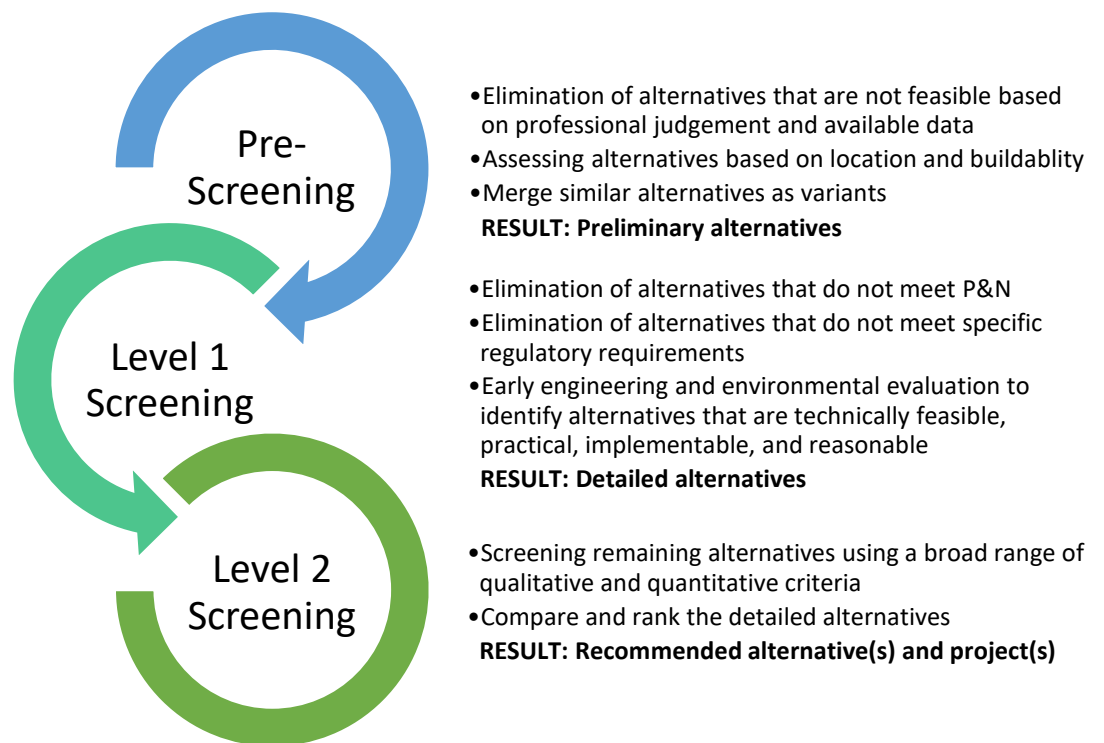 Pre-
Screening
•Elimination of alternatives that are not feasible based
on professional judgement and available data
•Assessing alternatives based on location and buildablity
•Merge similar alternatives as variants
RESULT: Preliminary alternatives
Level 1
Screening
•Elimination of alternatives that do not meet P&N
•Elimination of alternatives that do not meet specific
regulatory requirements
•Early engineering and environmental evaluation to
identify alternatives that are technically feasible,
practical, implementable, and reasonable
RESULT: Detailed alternatives
Level 2
Screening
•Screening remaining alternatives using a broad range of
qualitative and quantitative criteria
•Compare and rank the detailed alternatives
RESULT: Recommended alternative(s) and project(s)